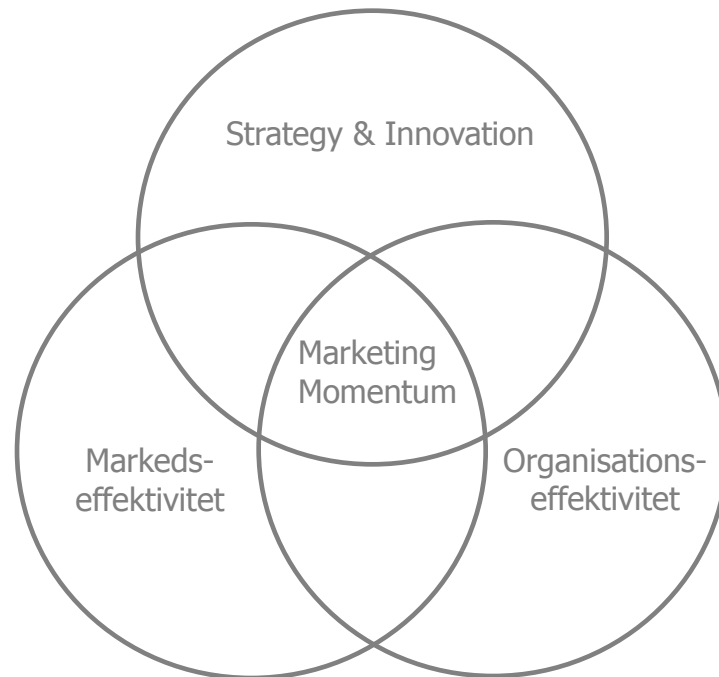 Strategy & Innovation
Marketing
Momentum
Markeds-
effektivitet
Organisations-
effektivitet